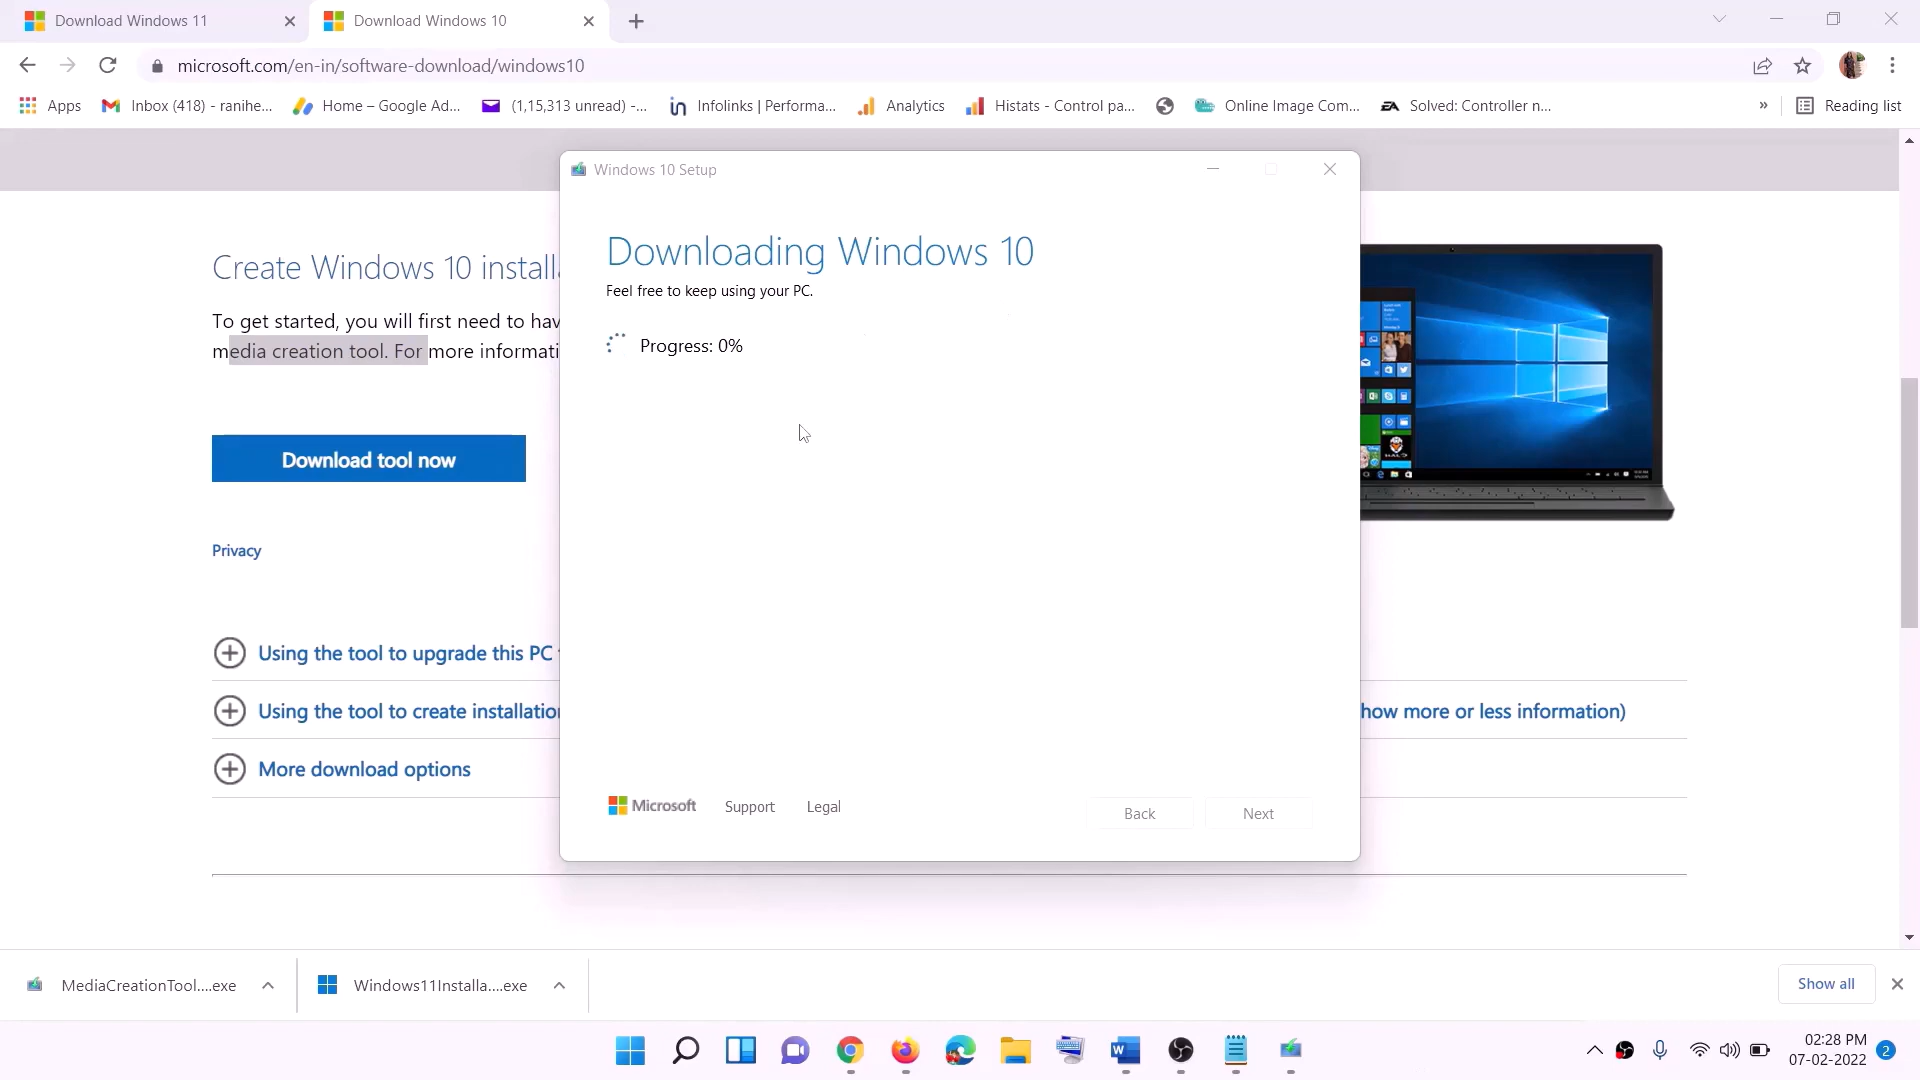 Download Windows 11
Download Windows 10
microsoft.com/en-in/software-download/windows10
Apps
Inbox (418) - ranihe...
Home – Google Ad...
(1,15,313 unread) -...
Infolinks | Performa...
Analytics
Histats - Control pa...
Online Image Com...
Solved: Controller n...
»
Reading list
Windows 10 Setup
Downloading Windows 10
Feel free to keep using your PC.
Progress: 0%
Create Windows 10 install
To get started, you will first need to hav
media creation tool. For more informati
Download tool now
Privacy
Using the tool to upgrade this PC
Using the tool to create installation
how more or less information)
More download options
Microsoft
Support
Legal
Back
Next
MediaCreationTool....exe
Windows11Installa....exe
Show all
02:28 PM
07-02-2022
2